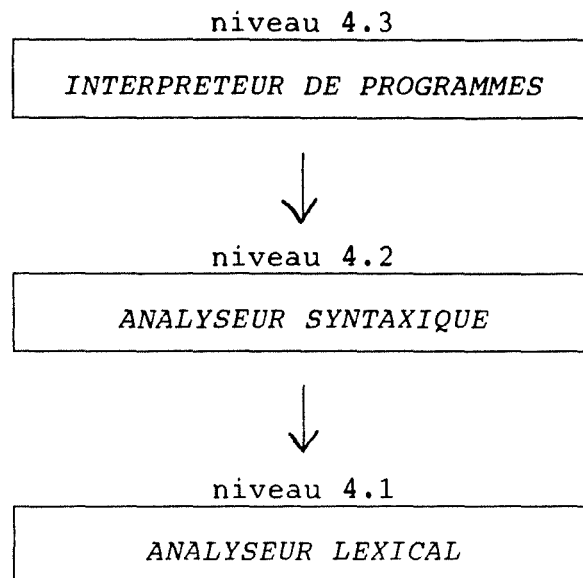 niveau 4.3
INTERPRETEUR DE PROGRAMMES
niveau 4.2
ANALYSEUR SYNTAXIQUE
niveau 4.1
ANALYSEUR LEXICAL